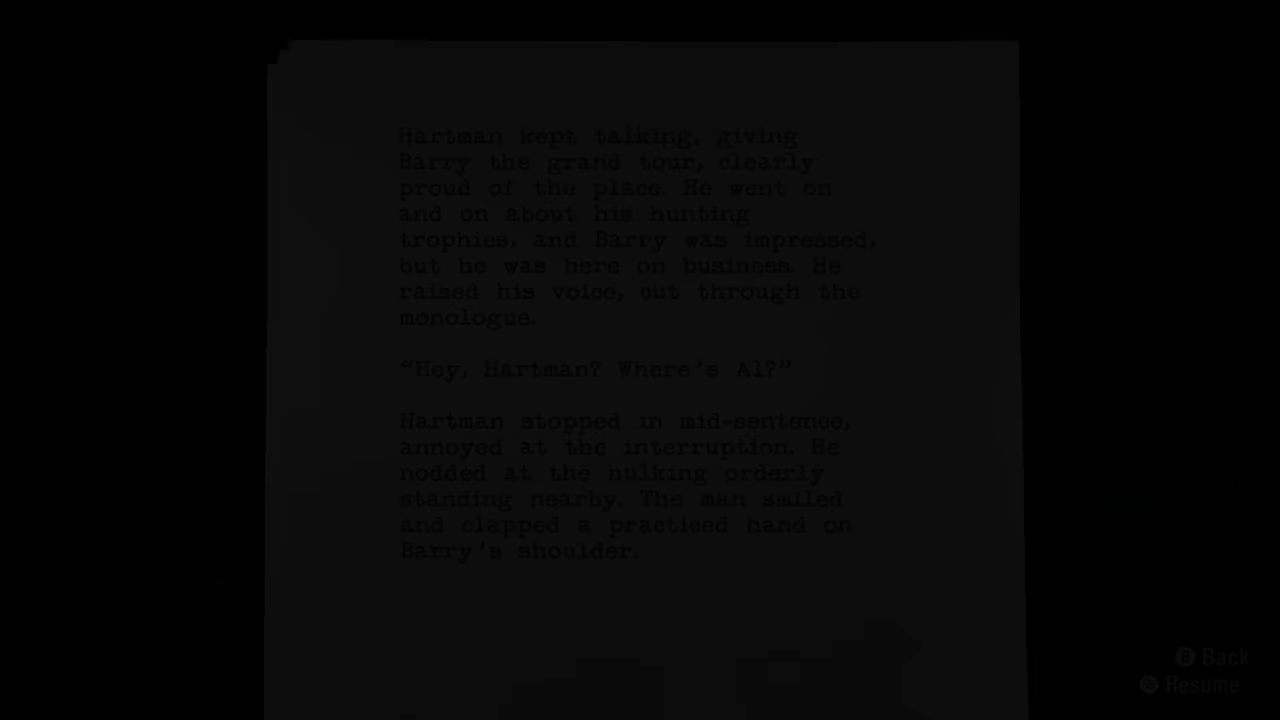 Hartman kept talking, giving
Barry the grand tour, clearly
proud of the place. He went on
and on about his hunting
trophies, and Barry was impressed,
but he was here on business. He
raised his voice, cut through the
monologue.
“Hey, Hartman? Where's Al?”
Hartman stopped in mid-sentence,
annoyed at the interruption. He
nodded at the hulking orderly
standing nearby. The man smiled
and clapped a practiced hand on
Barry's shoulder.
B Back
Resume